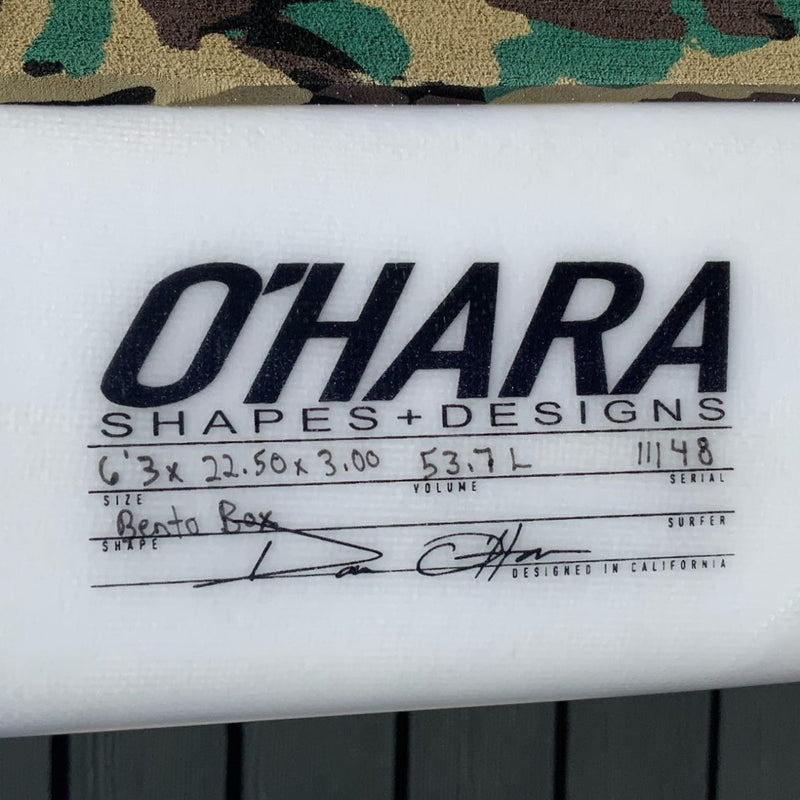 O'HARA
SHAPES + DESIGNS
6'3 x 22.50 x 3.00 53.7 L 11148
SIZE VOLUME SERIAL
Bento Box
SHAPE SURFER
DESIGNED IN CALIFORNIA